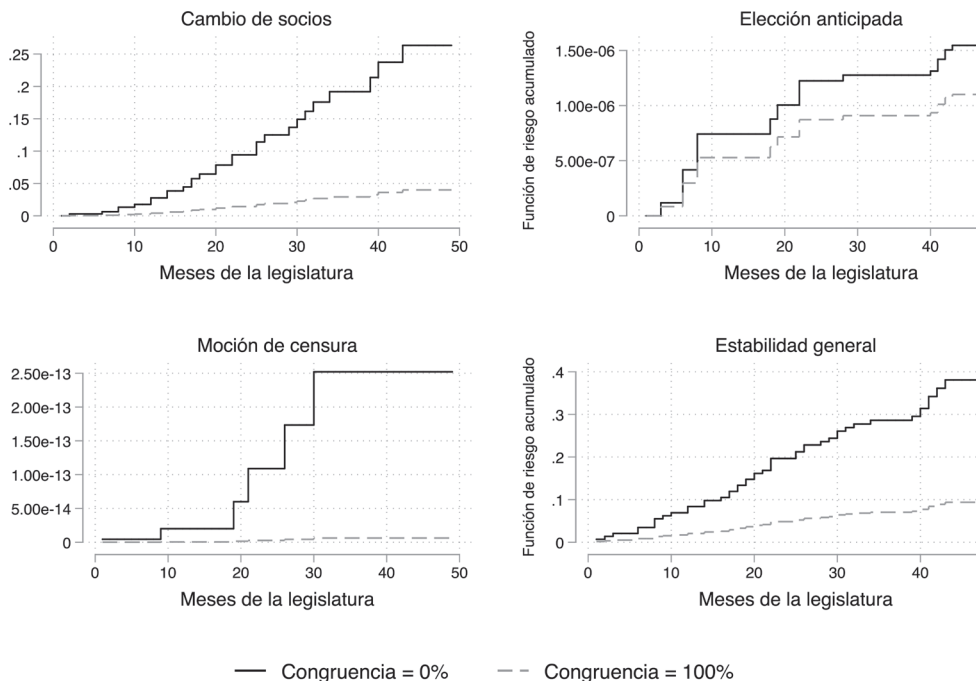 Cambio de socios
.25
.2
.15
.1
.05
0
0 10 20 30 40 50
Meses de la legislatura
Elección anticipada
Función de riesgo acumulado
1.50e-06
1.00e-06
5.00e-07
0
0 10 20 30 40
Meses de la legislatura
Moción de censura
2.50e-13
2.00e-13
1.50e-13
1.00e-13
5.00e-14
0
0 10 20 30 40 50
Meses de la legislatura
Estabilidad general
Función de riesgo acumulado
.4
.3
.2
.1
0
0 10 20 30 40
Meses de la legislatura
Congruencia = 0% Congruencia = 100%